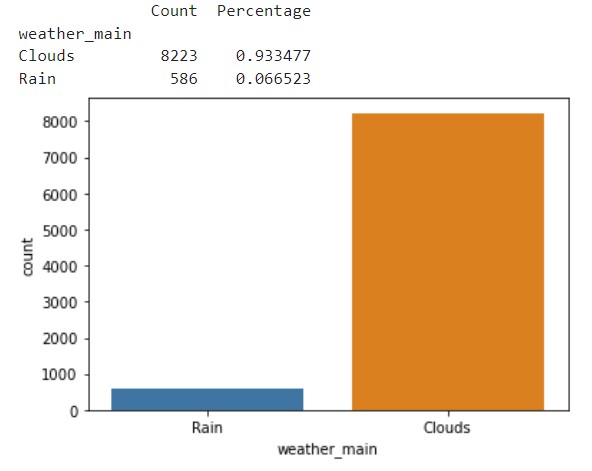 Count Percentage
weather_main
Clouds 8223 0.933477
Rain 586 0.066523
8000
7000
6000
5000
4000
3000
2000
1000
0
count
Rain Clouds
weather_main